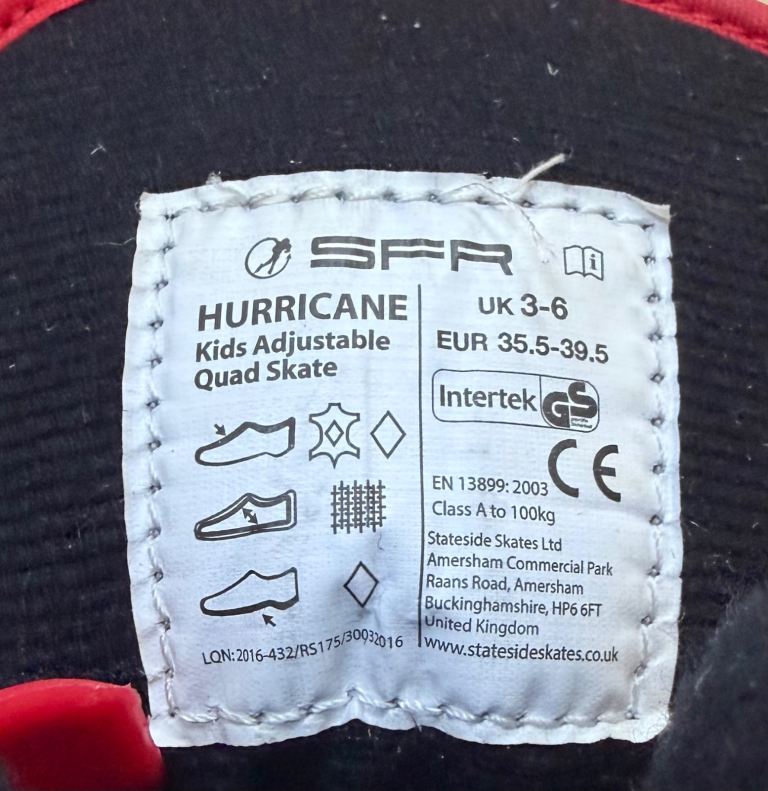 SFR
i
HURRICANE
Kids Adjustable
Quad Skate
LQN: 2016-432/RS175/30032016
UK 3-6
EUR 35.5-39.5
Intertek GS
CE
EN 13899: 2003
Class A to 100kg
Stateside Skates Ltd
Amersham Commercial Park
Raans Road, Amersham
Buckinghamshire, HP6 6FT
United Kingdom
www.statesideskates.co.uk